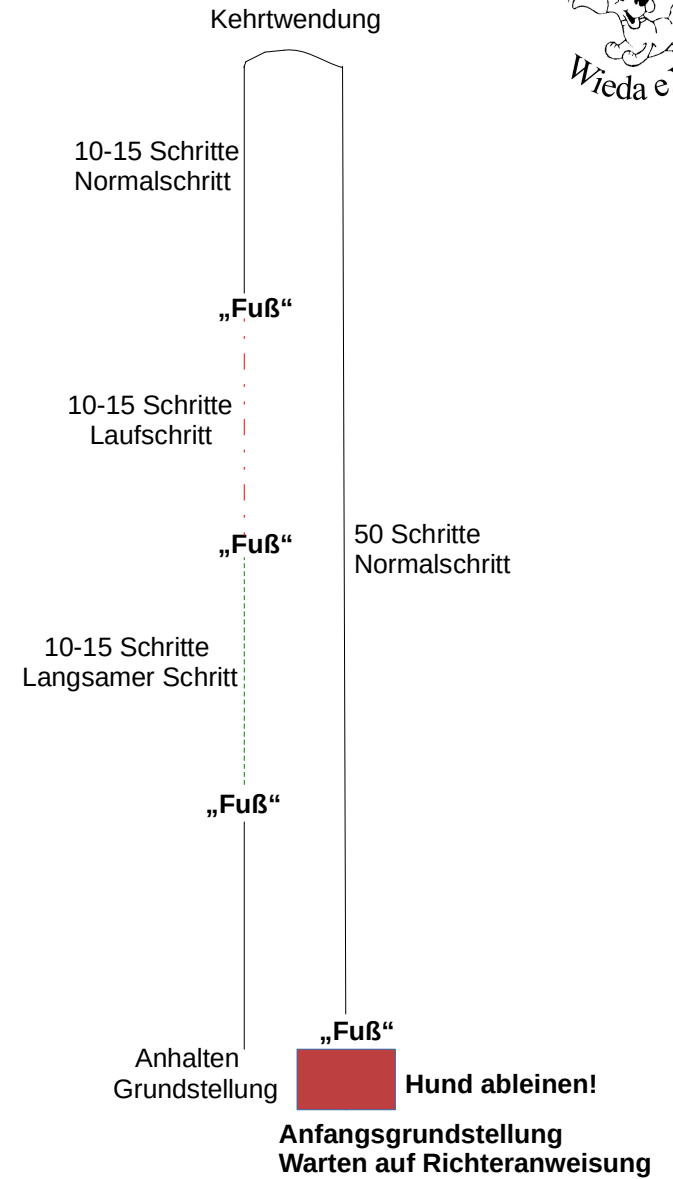 Kehrtwendung
Wieda e
10-15 Schritte
Normalschritt
„Fuß“
10-15 Schritte
Laufschritt
„Fuß“
50 Schritte
Normalschritt
10-15 Schritte
Langsamer Schritt
„Fuß“
„Fuß“
Anhalten
Grundstellung
Hund ableinen!
Anfangsgrundstellung
Warten auf Richteranweisung